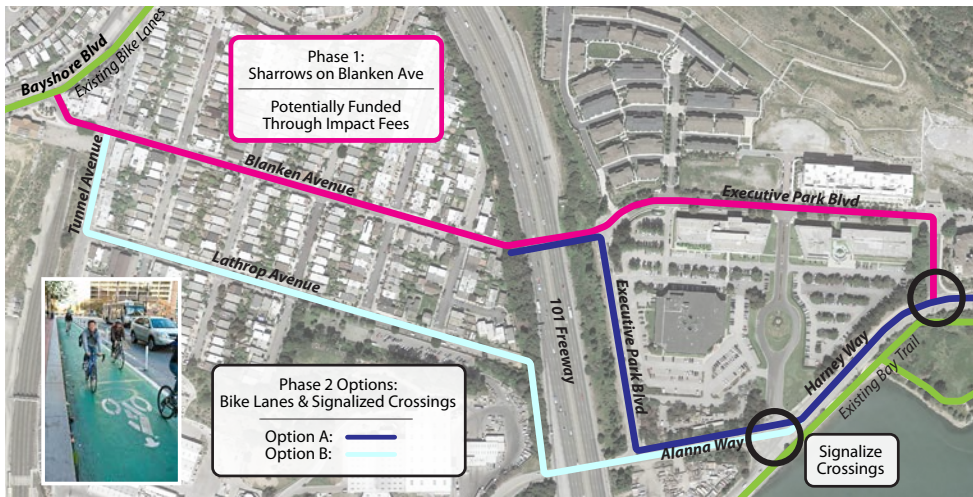 Bayshore Blvd
Existing Bike Lanes
Phase 1:
Sharrows on Blanken Ave
Potentially Funded
Through Impact Fees
Tunnel Avenue
Blanken Avenue
Executive Park Blvd
Lathrop Avenue
101 Freeway
Executive Park Blvd
Harney Way
Existing Bay Trail
Phase 2 Options:
Bike Lanes & Signalized Crossings
Option A:
Option B:
Alanna Way
Signalize
Crossings